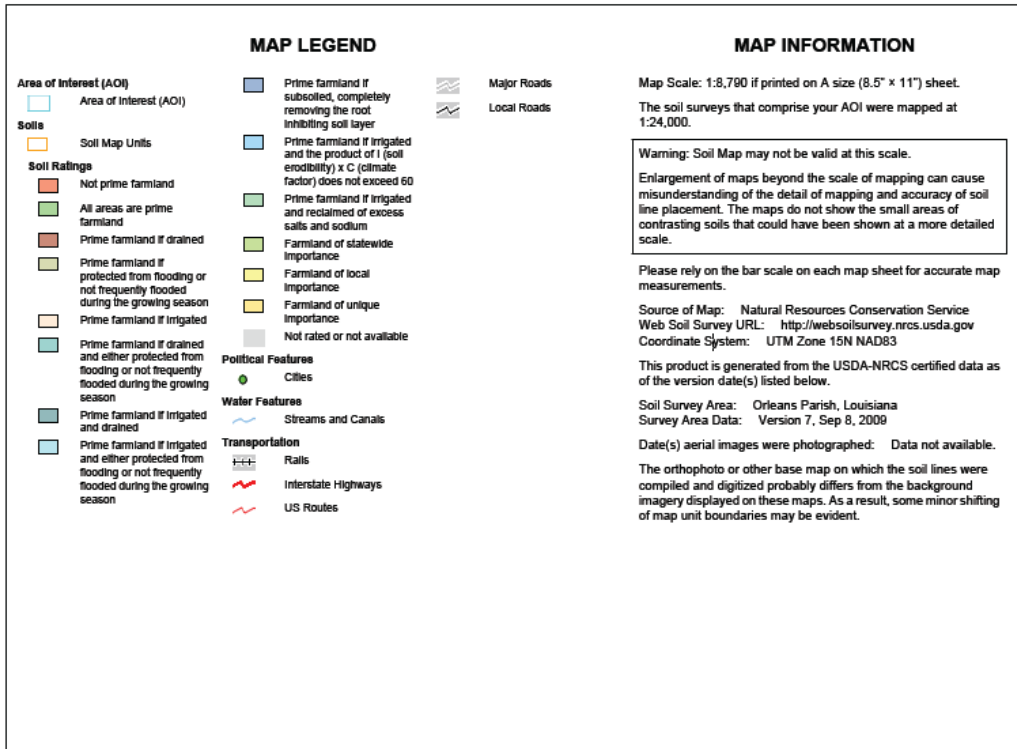 MAP LEGEND
Area of Interest (AOI)
Area of Interest (AOI)
Soils
Soil Map Units
Soil Ratings
Not prime farmland
All areas are prime
farmland
Prime farmland if drained
Prime farmland if
protected from flooding or
not frequently flooded
during the growing season
Prime farmland if irrigated
Prime farmland if drained
and either protected from
flooding or not frequently
flooded during the growing
season
Prime farmland if irrigated
and drained
Prime farmland if irrigated
and either protected from
flooding or not frequently
flooded during the growing
season
Prime farmland if
subsoiled, completely
removing the root
inhibiting soil layer
Prime farmland if irrigated
and the product of I (soil
erodibility) x C (climate
factor) does not exceed 60
Prime farmland if irrigated
and reclaimed of excess
salts and sodium
Farmland of statewide
importance
Farmland of local
importance
Farmland of unique
importance
Not rated or not available
Political Features
Cities
Water Features
Streams and Canals
Transportation
Rails
Interstate Highways
US Routes
Major Roads
Local Roads
MAP INFORMATION
Map Scale: 1:8,790 if printed on A size (8.5" × 11") sheet.
The soil surveys that comprise your AOI were mapped at
1:24,000.
Warning: Soil Map may not be valid at this scale.
Enlargement of maps beyond the scale of mapping can cause
misunderstanding of the detail of mapping and accuracy of soil
line placement. The maps do not show the small areas of
contrasting soils that could have been shown at a more detailed
scale.
Please rely on the bar scale on each map sheet for accurate map
measurements.
Source of Map: Natural Resources Conservation Service
Web Soil Survey URL: http://websoilsurvey.nrcs.usda.gov
Coordinate System: UTM Zone 15N NAD83
This product is generated from the USDA-NRCS certified data as
of the version date(s) listed below.
Soil Survey Area: Orleans Parish, Louisiana
Survey Area Data: Version 7, Sep 8, 2009
Date(s) aerial images were photographed: Data not available.
The orthophoto or other base map on which the soil lines were
compiled and digitized probably differs from the background
imagery displayed on these maps. As a result, some minor shifting
of map unit boundaries may be evident.